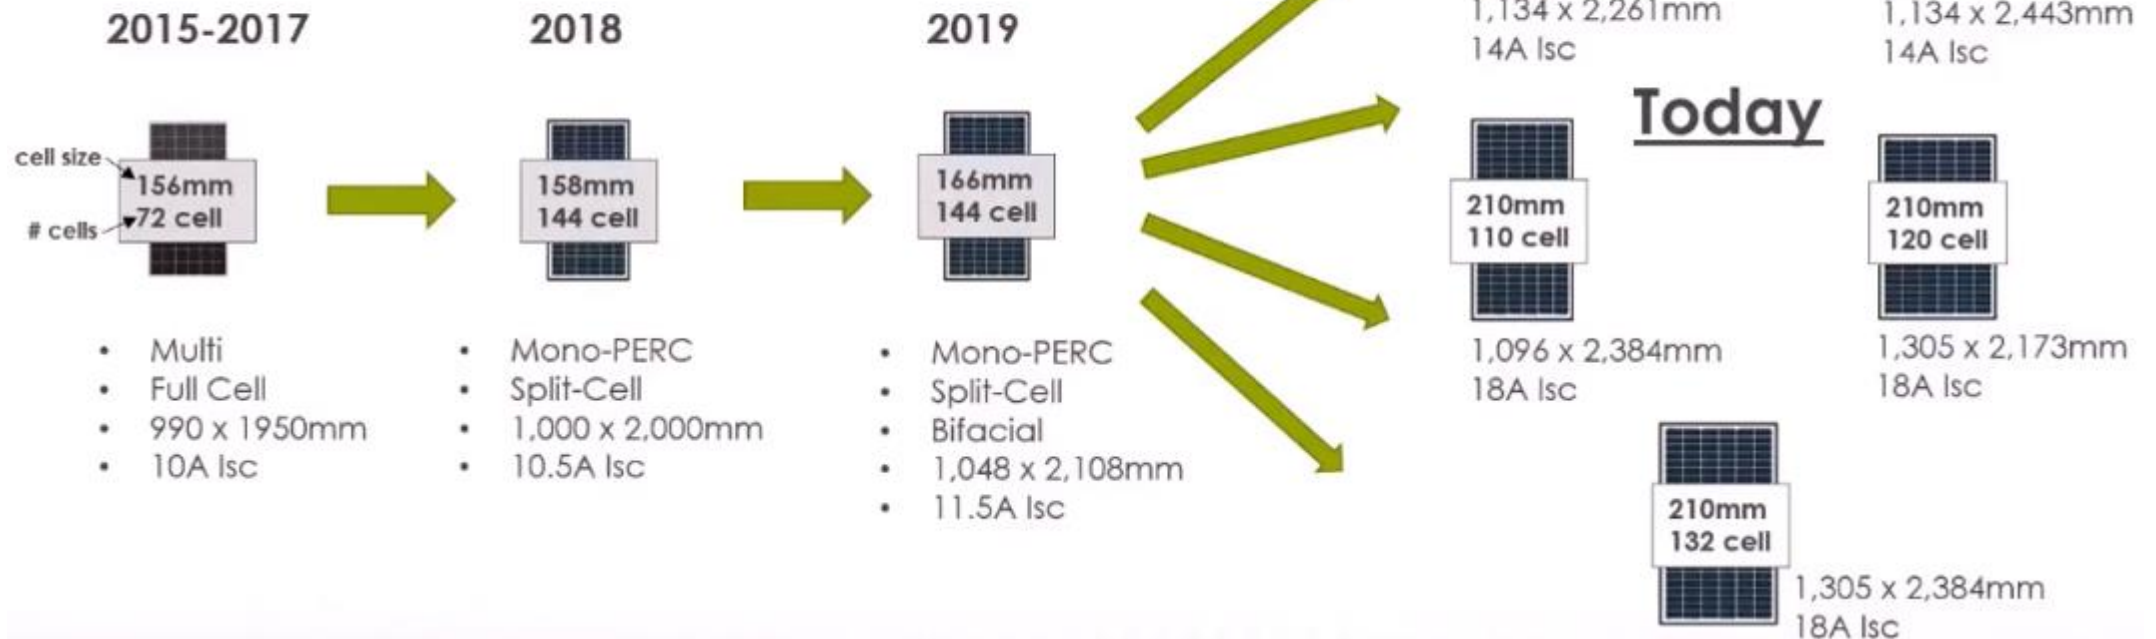 2015-2017
2018
2019
1,134 x 2,261mm
14A Isc
1,134 x 2,443mm
14A Isc
Today
cell size
# cells
156mm
72 cell
158mm
144 cell
166mm
144 cell
210mm
110 cell
210mm
120 cell
• Multi
• Full Cell
• 990 x 1950mm
• 10A Isc
• Mono-PERC
• Split-Cell
• 1,000 x 2,000mm
• 10.5A Isc
• Mono-PERC
• Split-Cell
• Bifacial
• 1,048 x 2,108mm
• 11.5A Isc
1,096 x 2,384mm
18A Isc
1,305 x 2,173mm
18A Isc
210mm
132 cell
1,305 x 2,384mm
18A Isc